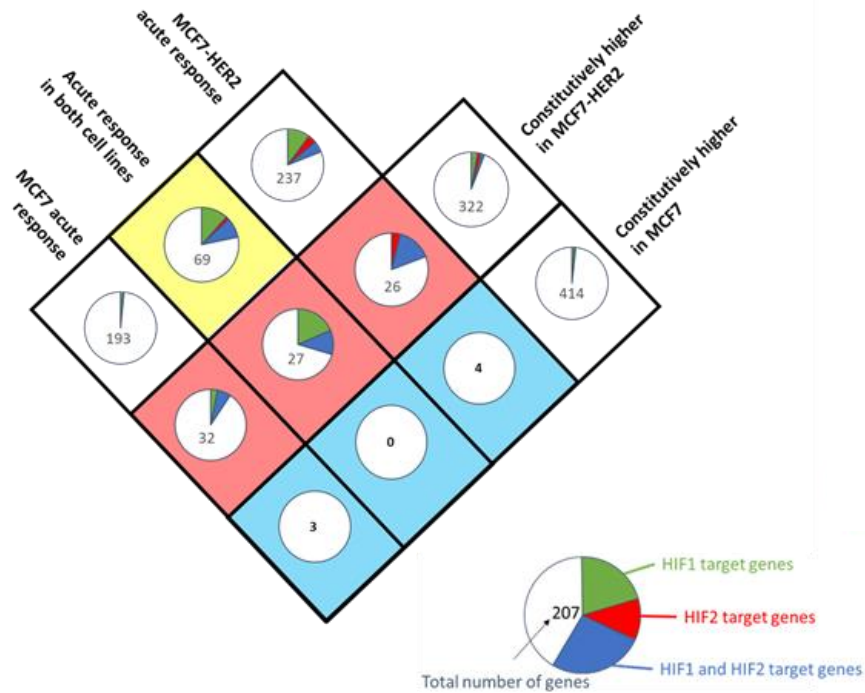 MCF7-HER2
acute response
Acute response
in both cell lines
MCF7 acute
response
Constitutively higher
in MCF7-HER2
Constitutively higher
in MCF7
237
322
69
26
414
193
27
4
32
0
3
HIF1 target genes
207
HIF2 target genes
HIF1 and HIF2 target genes
Total number of genes